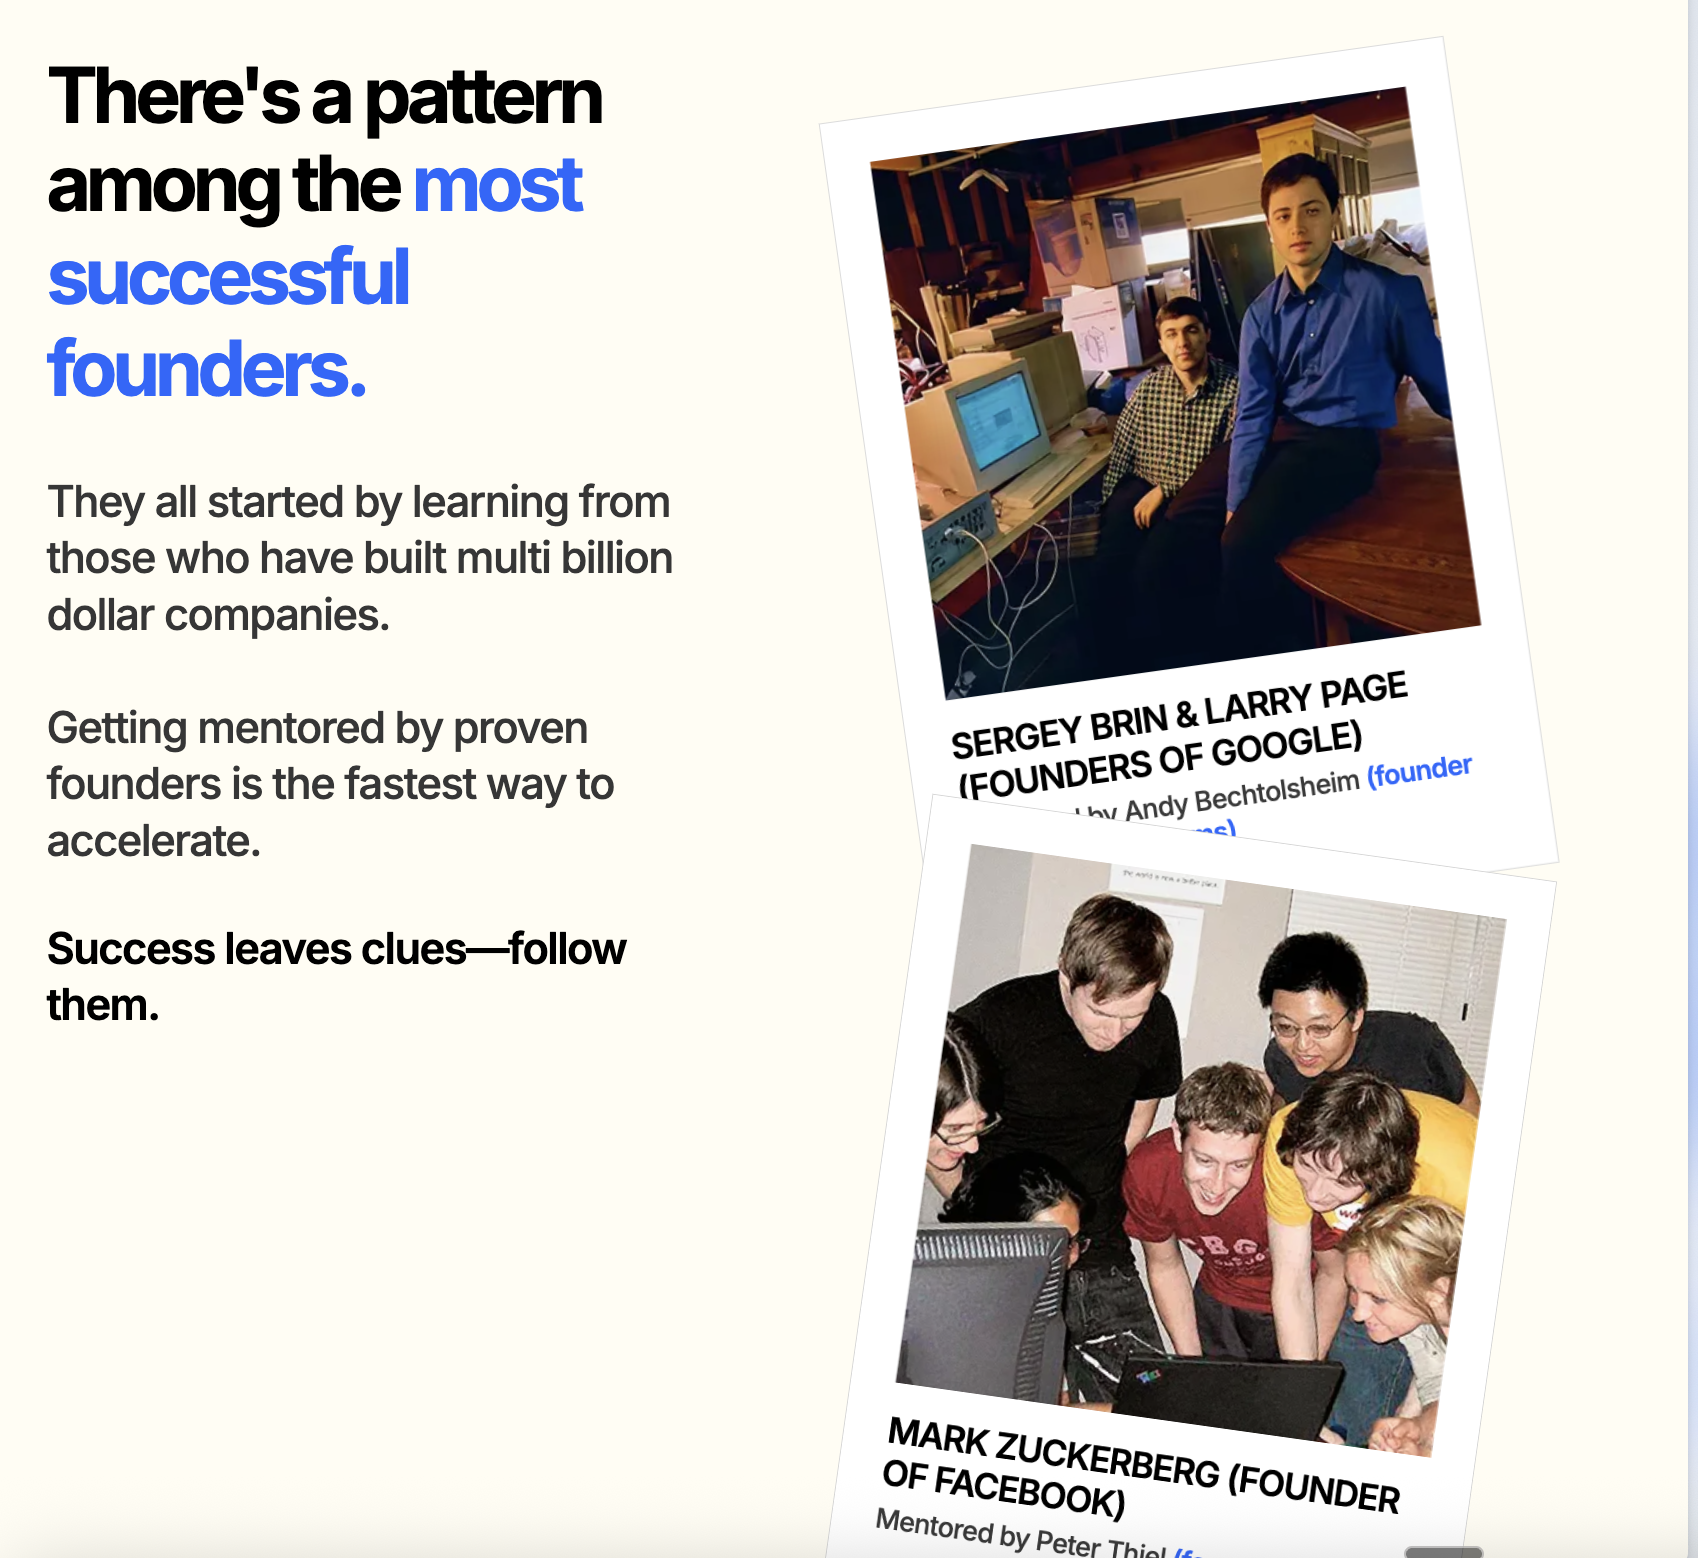 There's a pattern
among the most
successful
founders.
They all started by learning from
those who have built multi billion
dollar companies.
Getting mentored by proven
founders is the fastest way to
accelerate.
Success leaves clues—follow
them.
SERGEY BRIN & LARRY PAGE
(FOUNDERS OF GOOGLE)
by Andy Bechtolsheim (founder
MARK ZUCKERBERG (FOUNDER
OF FACEBOOK)
Mentored by Peter Thiel